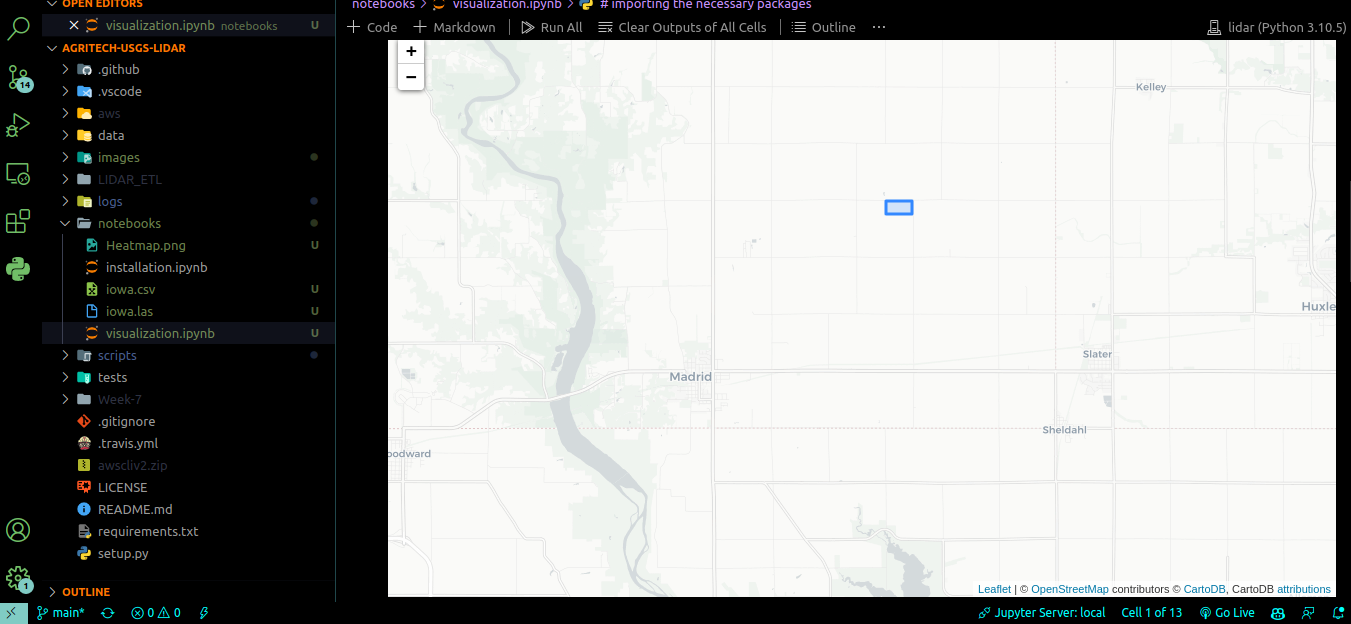 OPEN EDITORS
visualization.ipynb notebooks U
AGRITECH-USGS-LIDAR
.github
.vscode
aws
data
images
LIDAR_ETL
logs
notebooks
Heatmap.png U
installation.ipynb
iowa.csv U
iowa.las U
visualization.ipynb U
scripts
tests
Week-7
.gitignore
.travis.yml
awscliv2.zip
LICENSE
README.md
requirements.txt
setup.py
OUTLINE
14
1
notebooks > visualization.ipynb > # importing the necessary packages
+ Code + Markdown Run All Clear Outputs of All Cells Outline ... lidar (Python 3.10.5)
+
−
Kelley
Huxle
Slater
Madrid
Sheldahl
odward
Leaflet | © OpenStreetMap contributors © CartoDB, CartoDB attributions
main* 0 0 Jupyter Server: local Cell 1 of 13 Go Live